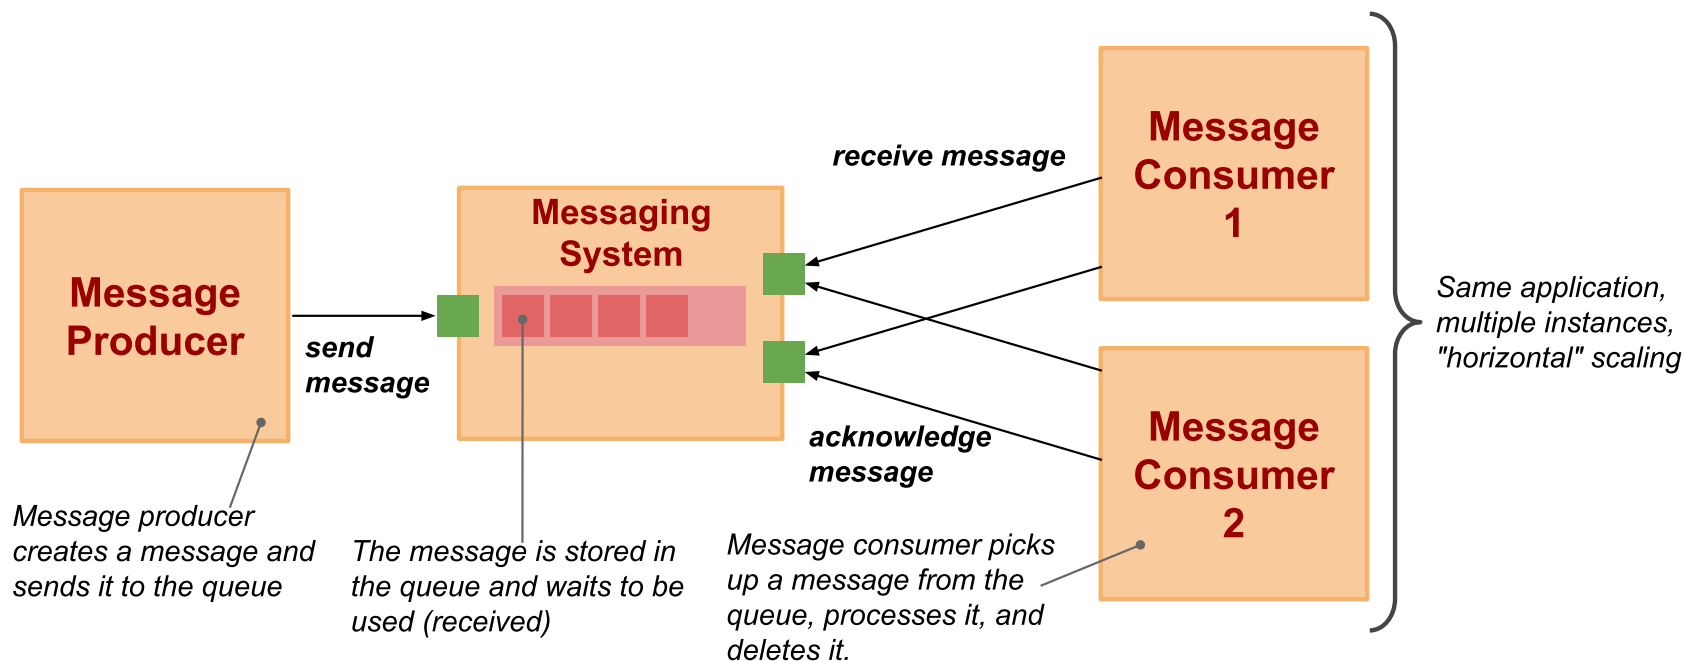 Message
Producer
send
message
Messaging
System
receive message
acknowledge
message
Message
Consumer
1
Message
Consumer
2
Same application,
multiple instances,
"horizontal" scaling
Message producer
creates a message and
sends it to the queue
The message is stored in
the queue and waits to be
used (received)
Message consumer picks
up a message from the
queue, processes it, and
deletes it.